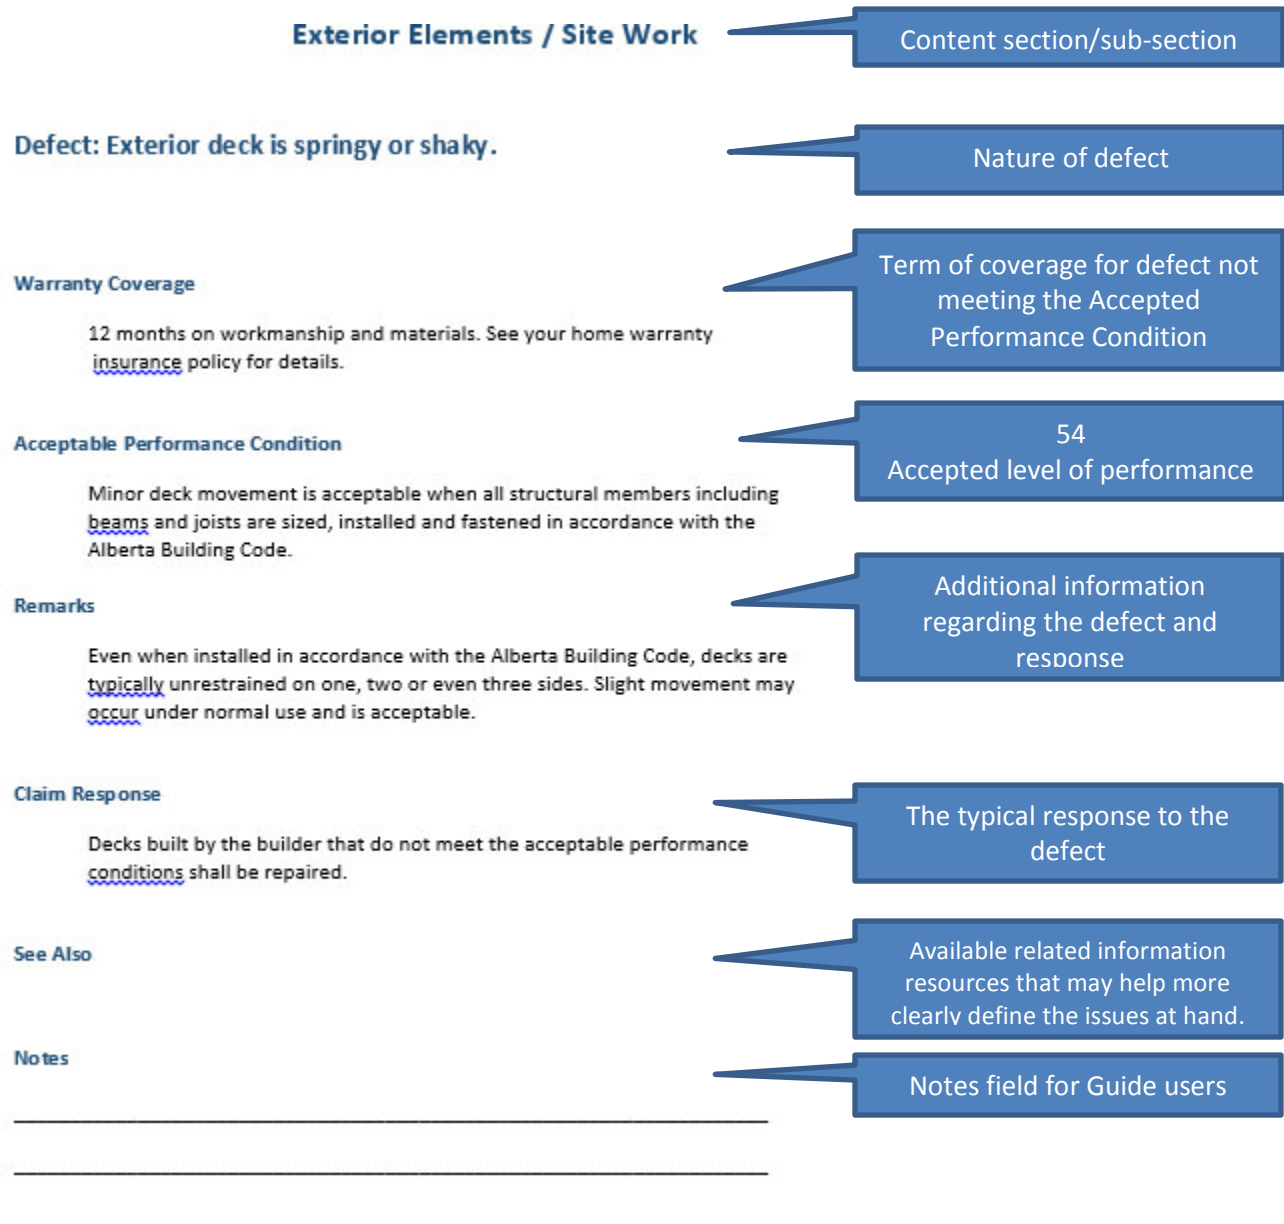 Exterior Elements / Site Work
Content section/sub-section
Defect: Exterior deck is springy or shaky.
Nature of defect
Warranty Coverage
12 months on workmanship and materials. See your home warranty
insurance policy for details.
Term of coverage for defect not
meeting the Accepted
Performance Condition
Acceptable Performance Condition
Minor deck movement is acceptable when all structural members including
beams and joists are sized, installed and fastened in accordance with the
Alberta Building Code.
54
Accepted level of performance
Remarks
Even when installed in accordance with the Alberta Building Code, decks are
typically unrestrained on one, two or even three sides. Slight movement may
occur under normal use and is acceptable.
Additional information
regarding the defect and
response
Claim Response
Decks built by the builder that do not meet the acceptable performance
conditions shall be repaired.
The typical response to the
defect
See Also
Available related information
resources that may help more
clearly define the issues at hand.
Notes
Notes field for Guide users